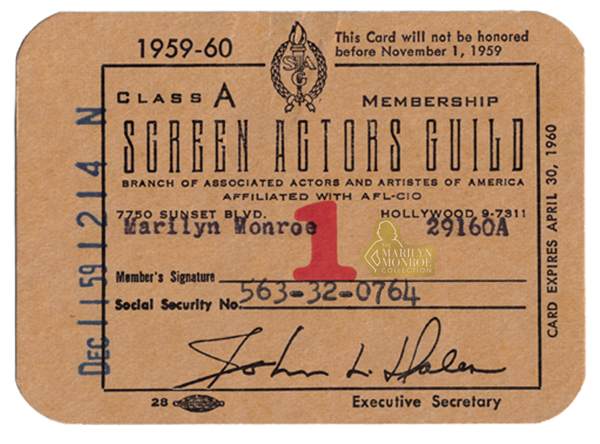 1959-60
This Card will not be honored
before November 1, 1959
SAG
CLASS A MEMBERSHIP
SCREEN ACTORS GUILD
BRANCH OF ASSOCIATED ACTORS AND ARTISTES OF AMERICA
AFFILIATED WITH AFL-CIO
7750 SUNSET BLVD. HOLLYWOOD 9-7311
Marilyn Monroe 29160A
1
THE
MARILYN
MONROE
COLLECTION
Member's Signature
Social Security No. 563-32-0764
John L. Dales
28 Executive Secretary
DEC 11 59 1214 N
CARD EXPIRES APRIL 30, 1960